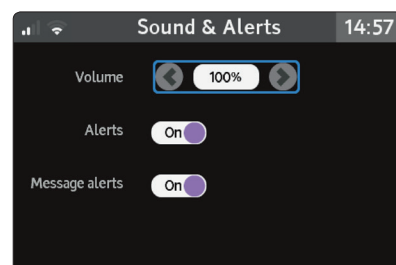 Sound & Alerts 14:57
Volume 100%
Alerts On
Message alerts On